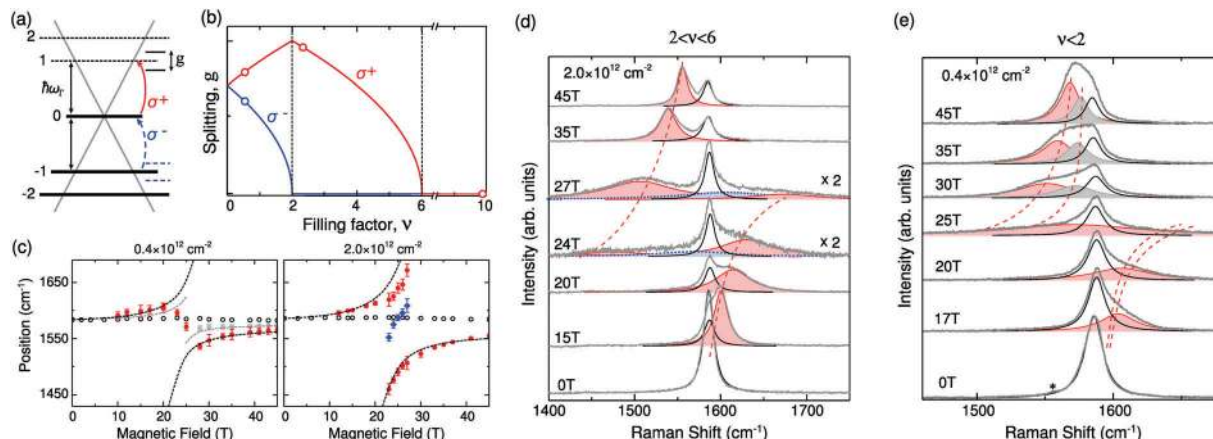 (a)
2
1
g
ħωΓ
σ+
0
σ−
-1
-2
(b)
Splitting, g
σ+
σ−
0
2
4
6
10
Filling factor, ν
(c)
0.4×10¹² cm⁻²
2.0×10¹² cm⁻²
Position (cm⁻¹)
1650
1550
1450
0 10 20 30 40
0 10 20 30 40
Magnetic Field (T)
Magnetic Field (T)
(d)
2<ν<6
2.0×10¹² cm⁻²
45T
35T
27T
x 2
24T
x 2
20T
15T
0T
Intensity (arb. units)
1400 1500 1600 1700
Raman Shift (cm⁻¹)
(e)
ν<2
0.4×10¹² cm⁻²
45T
35T
30T
25T
20T
17T
0T
*
Intensity (arb. units)
1500 1600
Raman Shift (cm⁻¹)